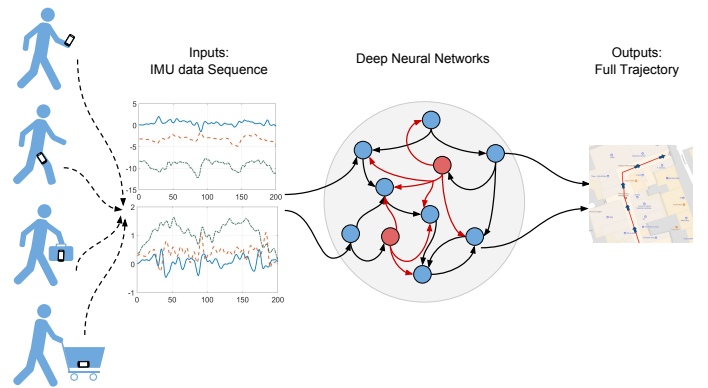 Inputs:
IMU data Sequence
Deep Neural Networks
Outputs:
Full Trajectory
5
0
-5
-10
-15
0 50 100 150 200
2
1
0
-1
0 50 100 150 200